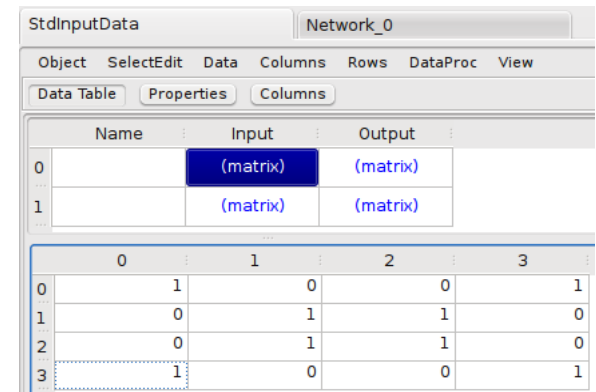 StdInputData Network_0
Object SelectEdit Data Columns Rows DataProc View
Data Table Properties Columns
Name Input Output
0 (matrix) (matrix)
1 (matrix) (matrix)
0 1 2 3
0 1 0 0 1
1 0 1 1 0
2 0 1 1 0
3 1 0 0 1